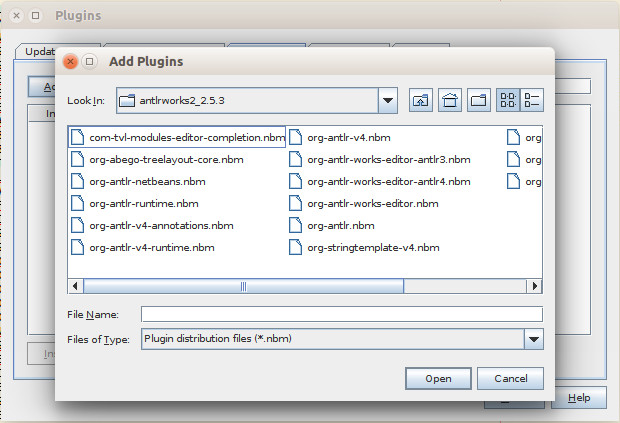 Plugins
Add Plugins
Look In: antlrworks2_2.5.3
com-tvl-modules-editor-completion.nbm
org-abego-treelayout-core.nbm
org-antlr-netbeans.nbm
org-antlr-runtime.nbm
org-antlr-v4-annotations.nbm
org-antlr-v4-runtime.nbm
org-antlr-v4.nbm
org-antlr-works-editor-antlr3.nbm
org-antlr-works-editor-antlr4.nbm
org-antlr-works-editor.nbm
org-antlr.nbm
org-stringtemplate-v4.nbm
org
org
org
File Name:
Files of Type: Plugin distribution files (*.nbm)
Open Cancel
Help